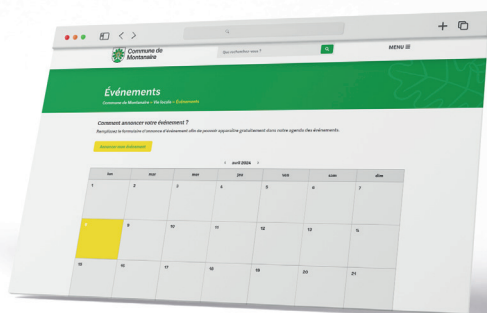 Commune de
Montanaire
Que recherchez-vous ?
MENU
Événements
Commune de Montanaire » Vie locale » Événements
Comment annoncer votre événement ?
Remplissez le formulaire d'annonce d'événement afin de pouvoir apparaître gratuitement dans notre agenda des événements.
Annoncer mon événement
‹ Avril 2024 ›
lun mar mer jeu ven sam dim
1 2 3 4 5 6 7
8 9 10 11 12 13 14
15 16 17 18 19 20 21